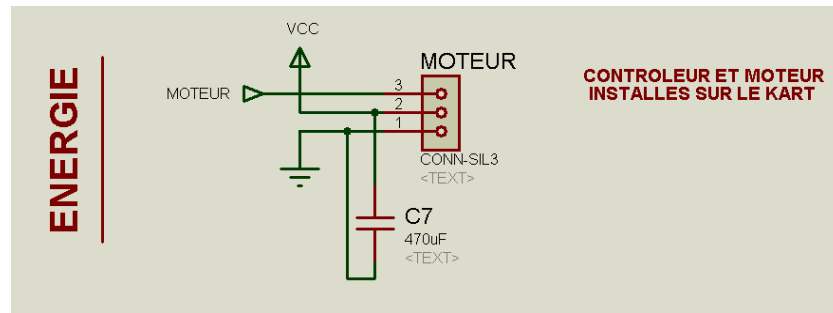 ENERGIE
VCC
MOTEUR
MOTEUR
3
2
1
CONN-SIL3
<TEXT>
C7
470uF
<TEXT>
CONTROLEUR ET MOTEUR
INSTALLES SUR LE KART